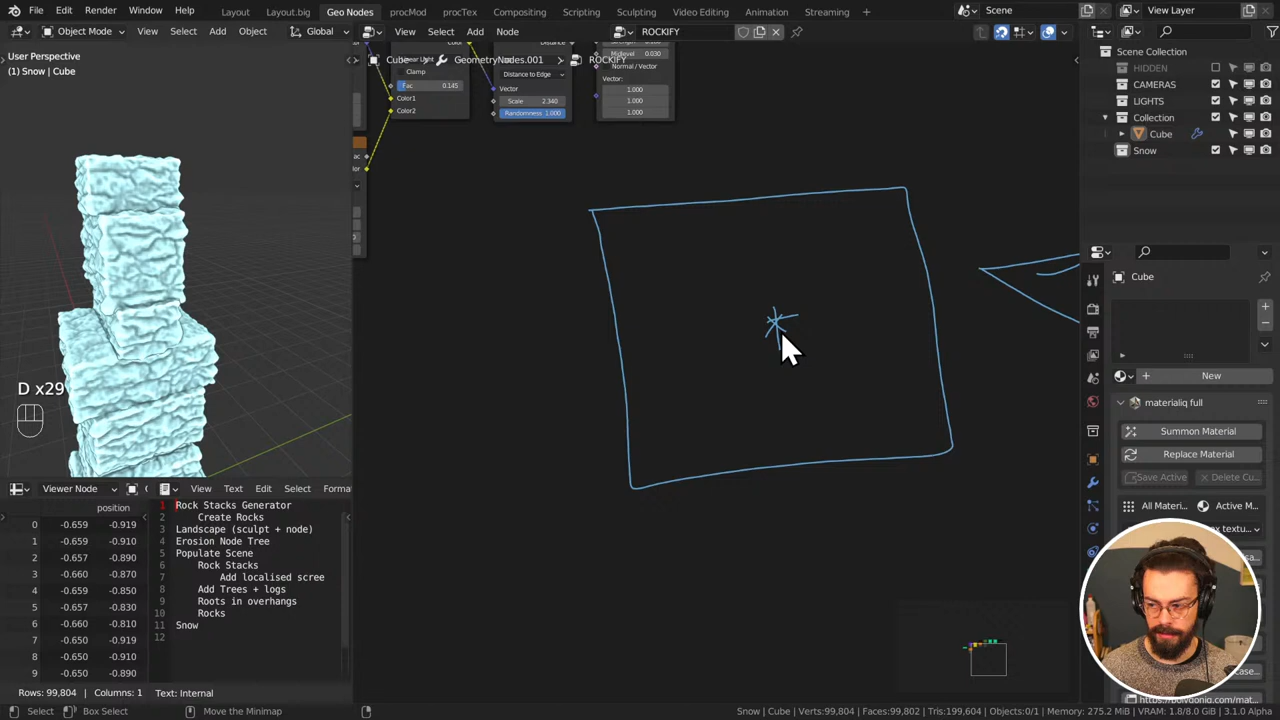 File Edit Render Window Help Layout Layout.big Geo Nodes procMod procTex Compositing Scripting Sculpting Video Editing Animation Streaming + Scene View Layer
Object Mode View Select Add Object Global View Select Add Node ROCKIFY
User Perspective
(1) Snow | Cube
Cube > GeometryNodes.001 > ROCKIFY
Clamp
Fac 0.145
Color1
Color2
Distance
Distance to Edge
Vector
Scale 2.340
Randomness 1.000
Midlevel 0.030
Normal / Vector
Vector:
1.000
1.000
1.000
Scene Collection
HIDDEN
CAMERAS
LIGHTS
Collection
Cube
Snow
Cube
New
materialiq full
Summon Material
Replace Material
Save Active Delete Cu...
All Materi... Active M...
D x29
Viewer Node View Text Edit Select Format
position
0 -0.659 -0.919
1 -0.659 -0.910
2 -0.657 -0.890
3 -0.660 -0.870
4 -0.659 -0.850
5 -0.657 -0.830
6 -0.660 -0.810
7 -0.650 -0.919
8 -0.650 -0.910
9 -0.650 -0.890
1 Rock Stacks Generator
2 Create Rocks
3 Landscape (sculpt + node)
4 Erosion Node Tree
5 Populate Scene
6 Rock Stacks
7 Add localised scree
8 Add Trees + logs
9 Roots in overhangs
10 Rocks
11 Snow
12
Rows: 99,804 | Columns: 1 Text: Internal
Select Box Select Move the Minimap Snow | Cube | Verts:99,804 | Faces:99,802 | Tris:199,604 | Objects:0/1 | Memory: 275.2 MiB | VRAM: 1.8/8.0 GiB | 3.1.0 Alpha